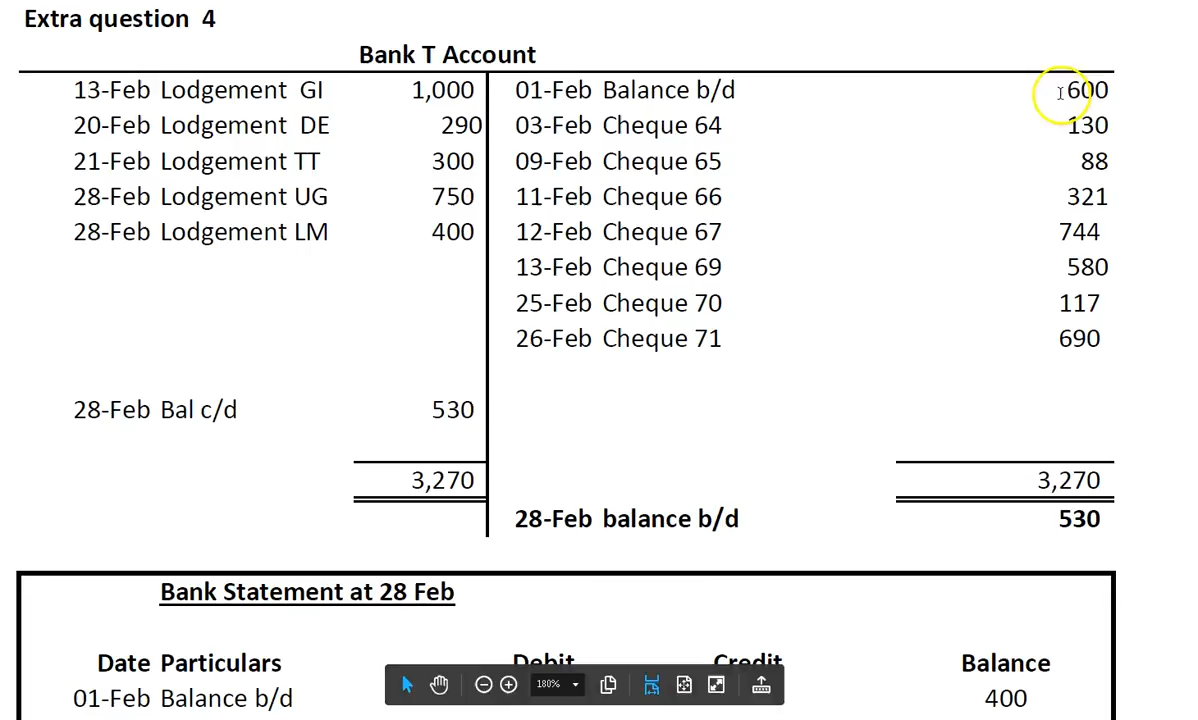 Extra question 4
Bank T Account
13-Feb Lodgement GI 1,000 01-Feb Balance b/d 600
20-Feb Lodgement DE 290 03-Feb Cheque 64 130
21-Feb Lodgement TT 300 09-Feb Cheque 65 88
28-Feb Lodgement UG 750 11-Feb Cheque 66 321
28-Feb Lodgement LM 400 12-Feb Cheque 67 744
13-Feb Cheque 69 580
25-Feb Cheque 70 117
26-Feb Cheque 71 690
28-Feb Bal c/d 530
3,270 3,270
28-Feb balance b/d 530
Bank Statement at 28 Feb
Date Particulars Debit Credit Balance
180%
01-Feb Balance b/d 400